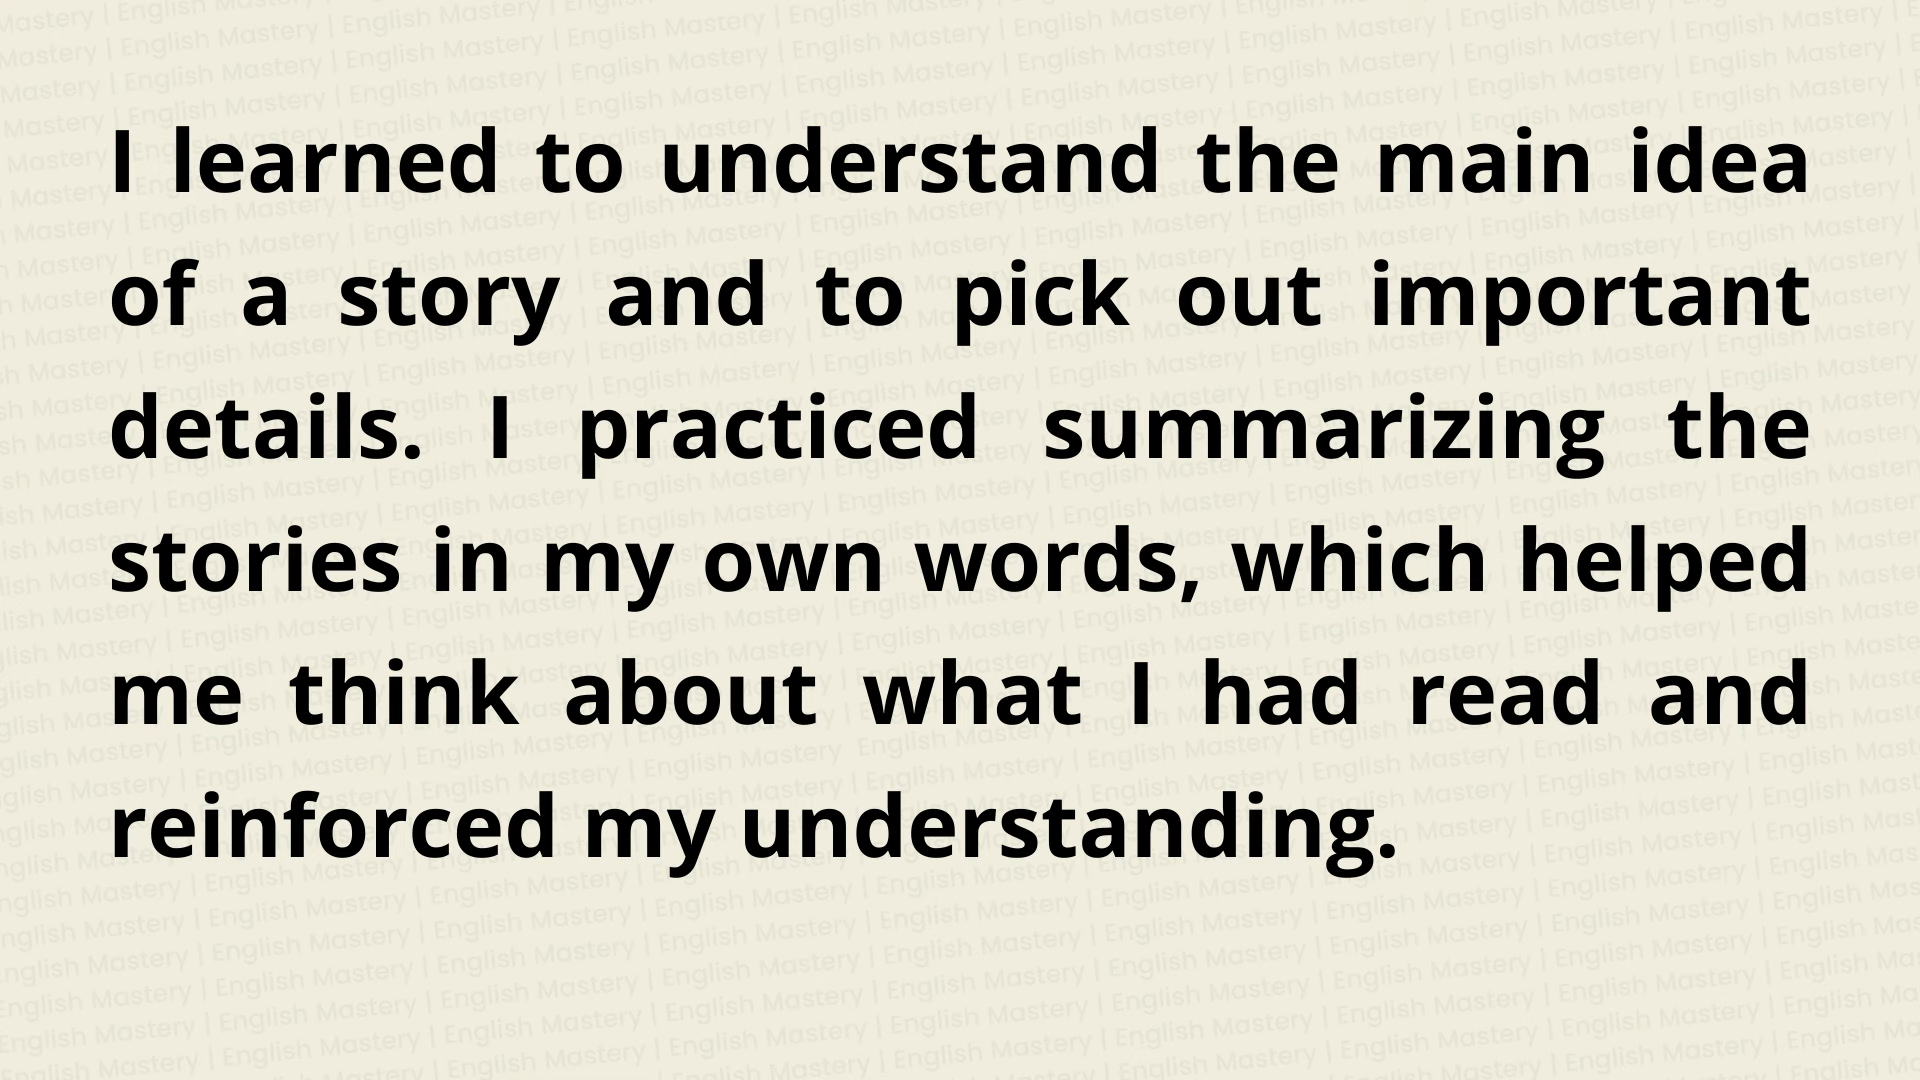 I learned to understand the main idea
of a story and to pick out important
details. I practiced summarizing the
stories in my own words, which helped
me think about what I had read and
reinforced my understanding.